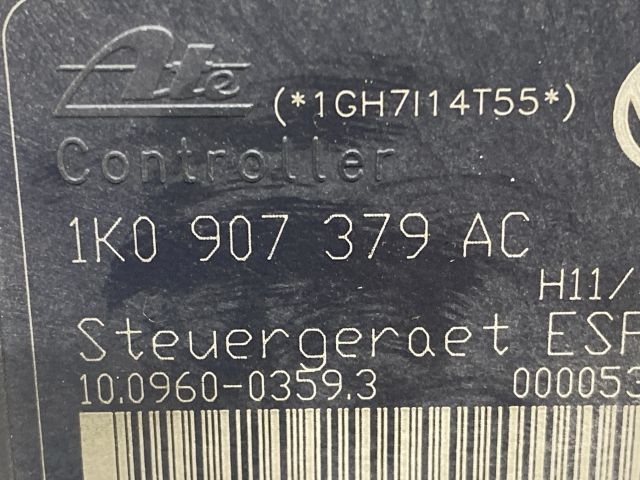 Ate (*1GH7I14T55*)
Controller
1K0 907 379 AC
H11/
Steuergeraet ESP
10.0960-0359.3 000053